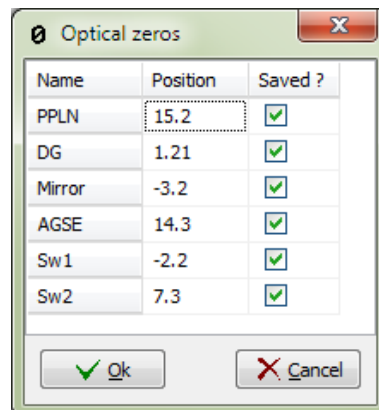 Optical zeros
Name Position Saved ?
PPLN 15.2
DG 1.21
Mirror -3.2
AGSE 14.3
Sw1 -2.2
Sw2 7.3
Ok Cancel